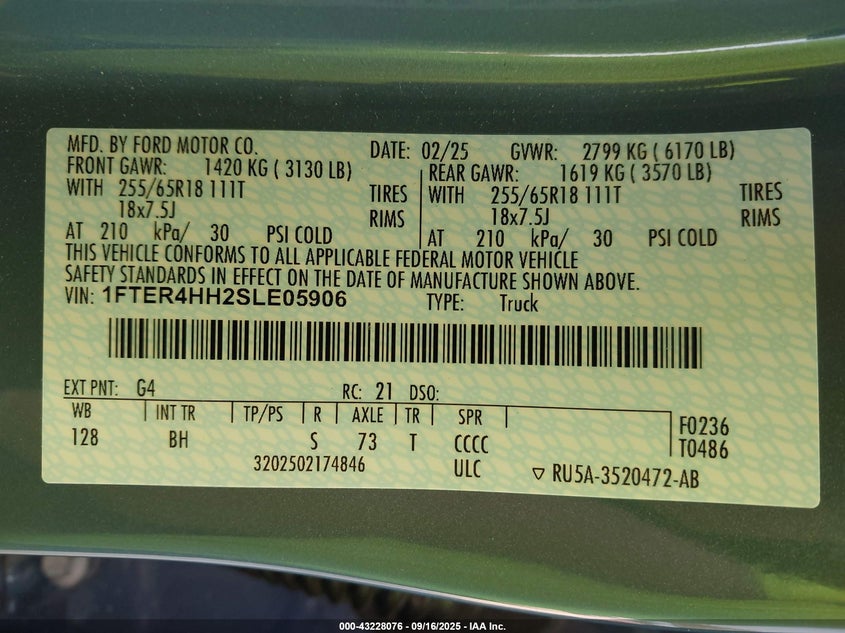 MFD. BY FORD MOTOR CO. DATE: 02/25 GVWR: 2799 KG ( 6170 LB)
FRONT GAWR: 1420 KG ( 3130 LB) REAR GAWR: 1619 KG ( 3570 LB)
WITH 255/65R18 111T TIRES WITH 255/65R18 111T TIRES
18x7.5J RIMS 18x7.5J RIMS
AT 210 kPa/ 30 PSI COLD AT 210 kPa/ 30 PSI COLD
THIS VEHICLE CONFORMS TO ALL APPLICABLE FEDERAL MOTOR VEHICLE
SAFETY STANDARDS IN EFFECT ON THE DATE OF MANUFACTURE SHOWN ABOVE.
VIN: 1FTER4HH2SLE05906 TYPE: Truck
EXT PNT: G4 RC: 21 DSO:
WB INT TR TP/PS R AXLE TR SPR F0236
128 BH S 73 T CCCC T0486
3202502174846 ULC RU5A-3520472-AB
000-43228076 - 09/16/2025 - IAA Inc.